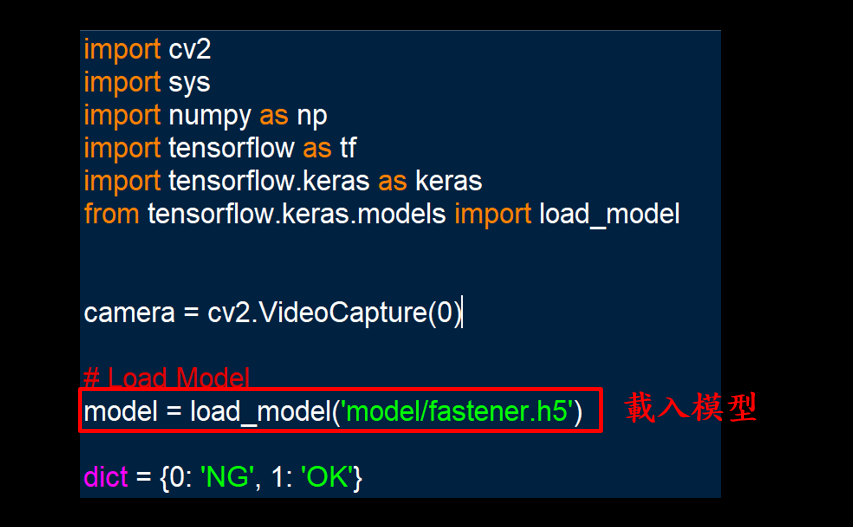 import cv2
import sys
import numpy as np
import tensorflow as tf
import tensorflow.keras as keras
from tensorflow.keras.models import load_model
camera = cv2.VideoCapture(0)
# Load Model
model = load_model('model/fastener.h5') 載入模型
dict = {0: 'NG', 1: 'OK'}